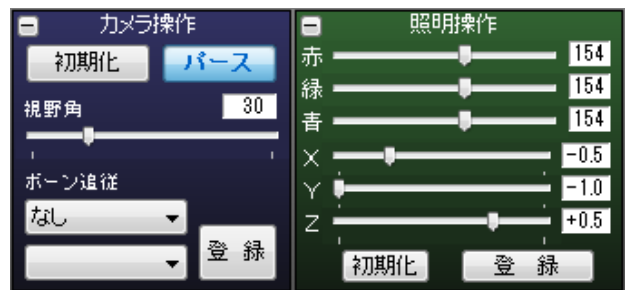 カメラ操作
初期化 パース
視野角 30
ボーン追従
なし
登 録
照明操作
赤 154
緑 154
青 154
X -0.5
Y -1.0
Z +0.5
初期化 登 録